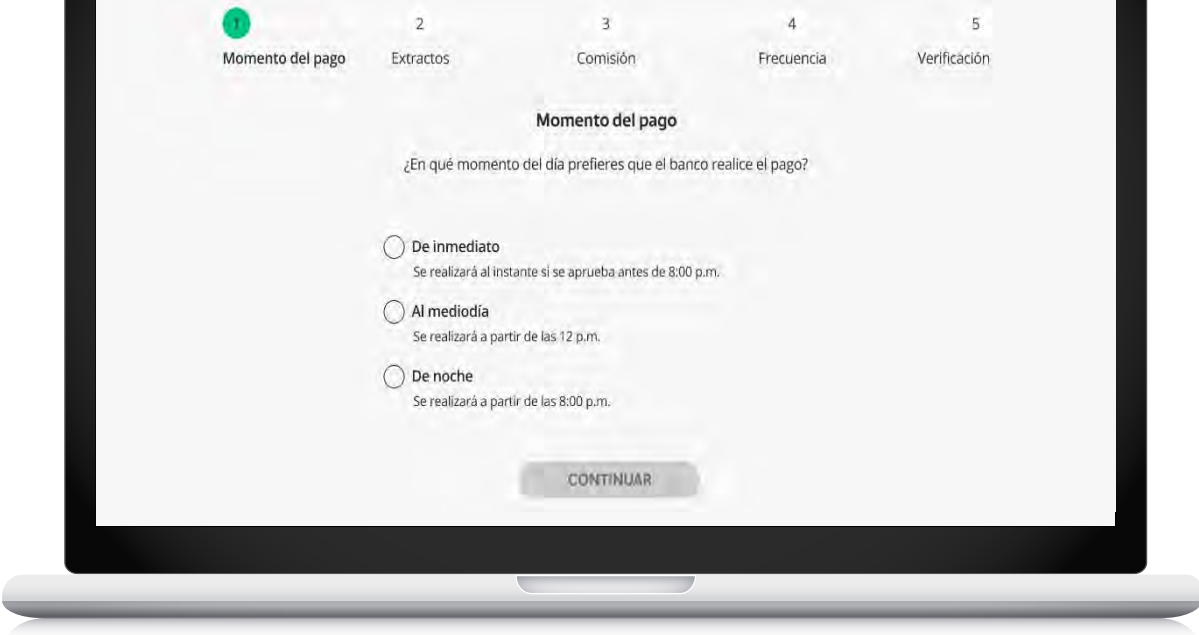 1 2 3 4 5
Momento del pago Extractos Comisión Frecuencia Verificación
Momento del pago
¿En qué momento del día prefieres que el banco realice el pago?
De inmediato
Se realizará al instante si se aprueba antes de 8:00 p.m.
Al mediodía
Se realizará a partir de las 12 p.m.
De noche
Se realizará a partir de las 8:00 p.m.
CONTINUAR